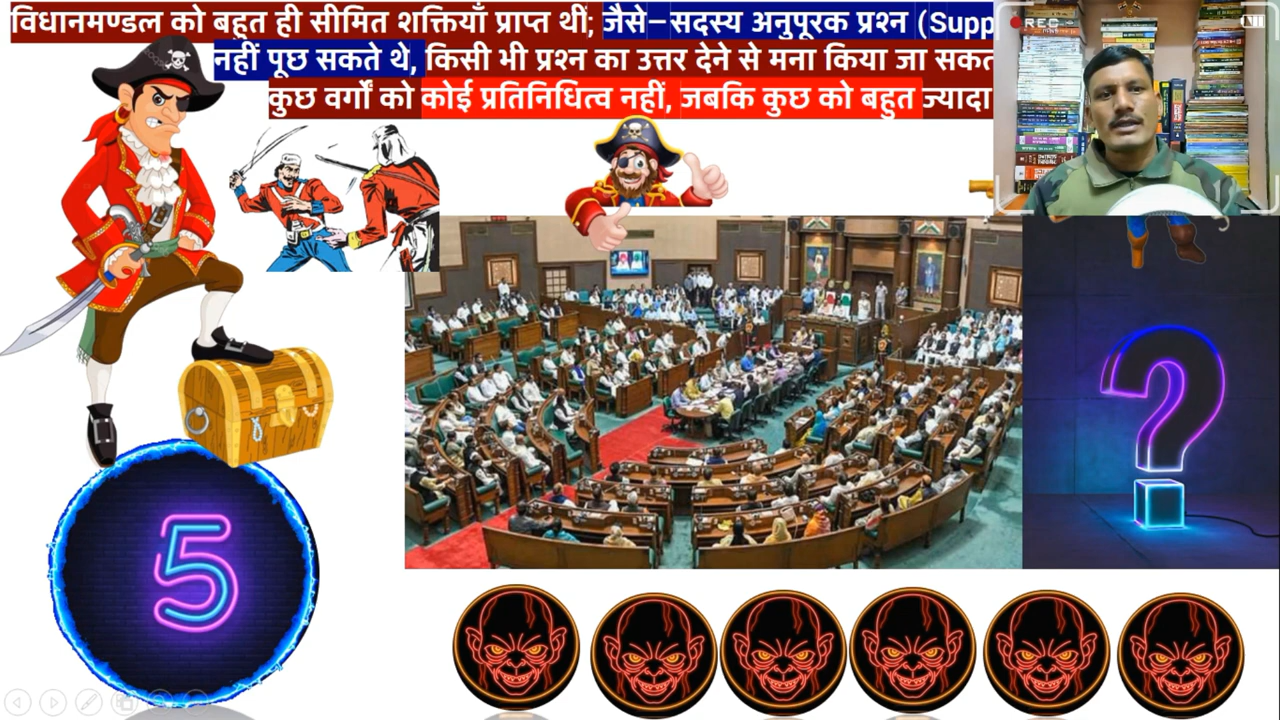 विधानमण्डल को बहुत ही सीमित शक्तियाँ प्राप्त थीं; जैसे—सदस्य अनुपूरक प्रश्न (Supp
नहीं पूछ सकते थे, किसी भी प्रश्न का उत्तर देने से मना किया जा सकत
कुछ वर्गों को कोई प्रतिनिधित्व नहीं, जबकि कुछ को बहुत ज्यादा
REC
5
?